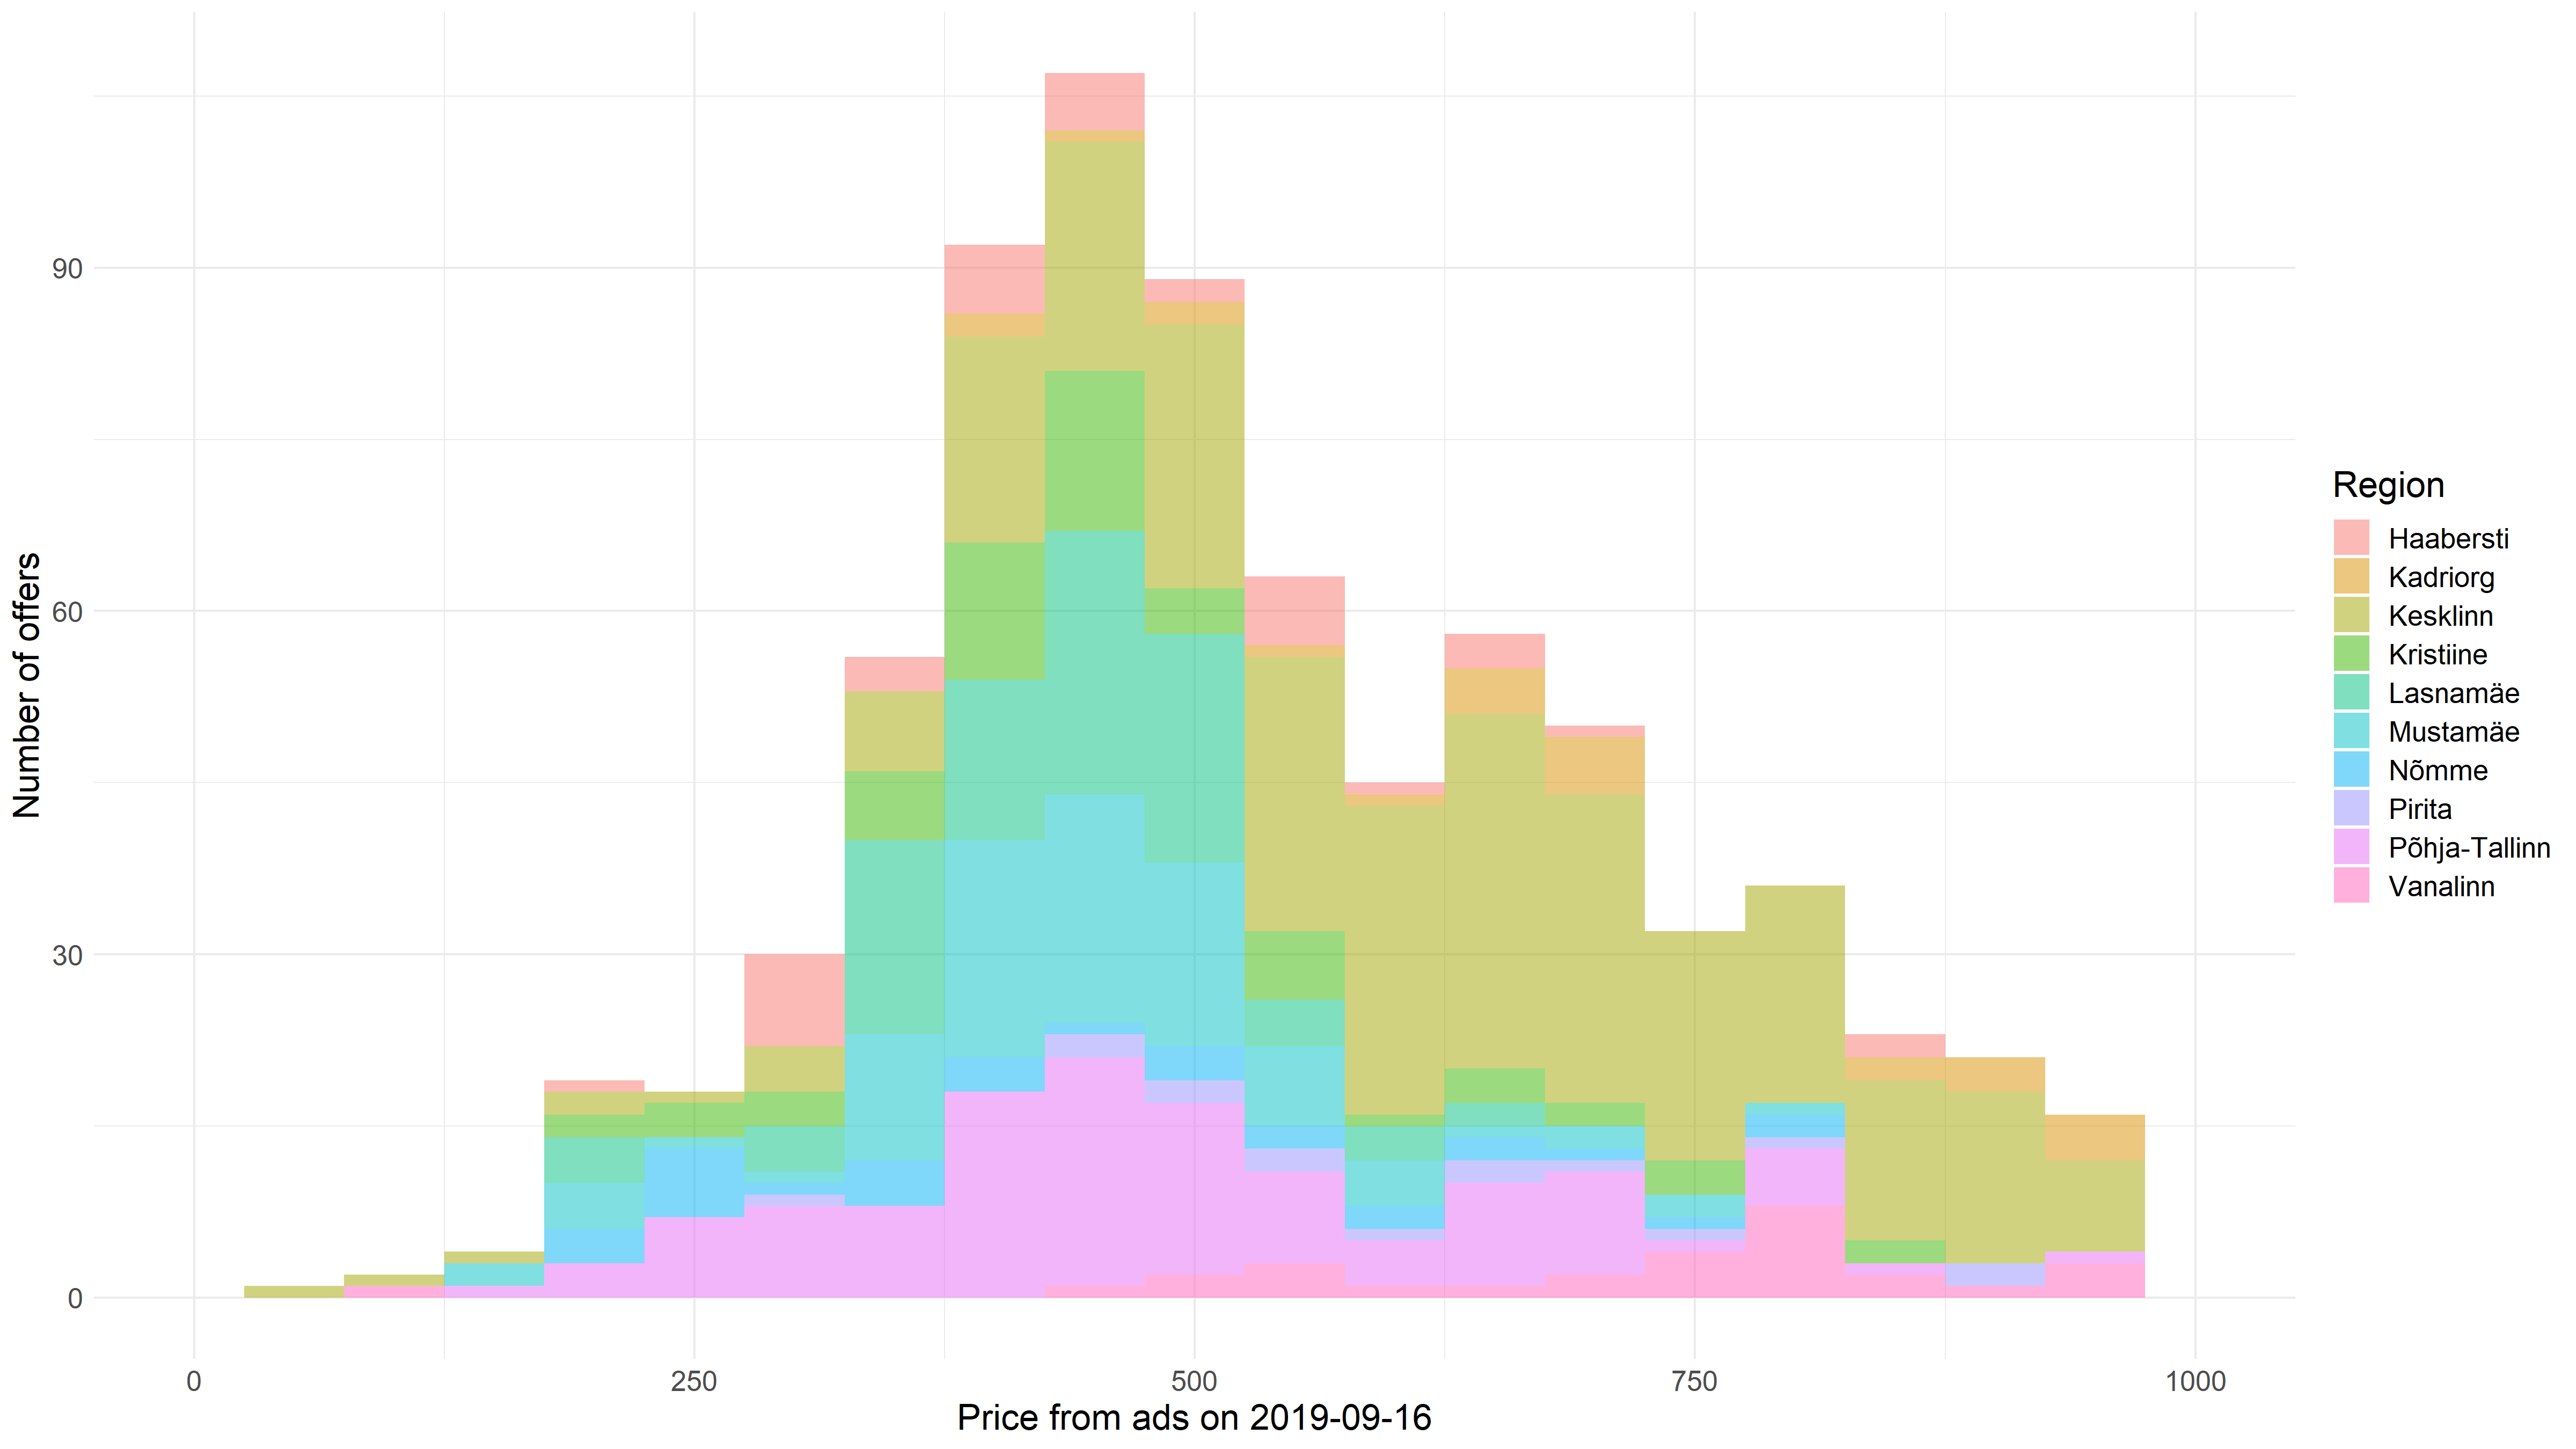 Number of offers
90
60
30
0
0 250 500 750 1000
Price from ads on 2019-09-16
Region
Haabersti
Kadriorg
Kesklinn
Kristiine
Lasnamäe
Mustamäe
Nõmme
Pirita
Põhja-Tallinn
Vanalinn